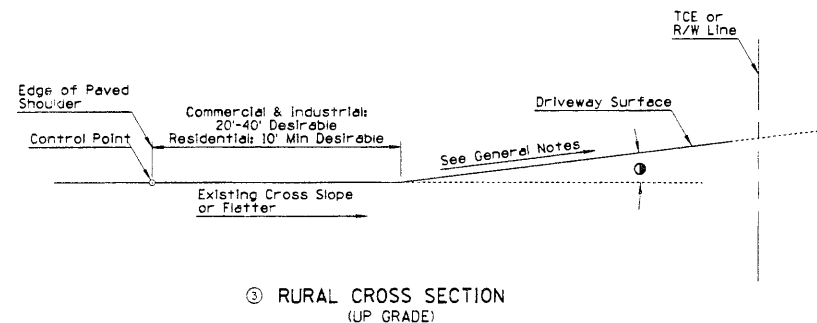 TCE or
R/W Line
Edge of Paved
Shoulder
Commercial & Industrial:
20'-40' Desirable
Residential: 10' Min Desirable
Driveway Surface
Control Point
See General Notes
Existing Cross Slope
or Flatter
③ RURAL CROSS SECTION
(UP GRADE)